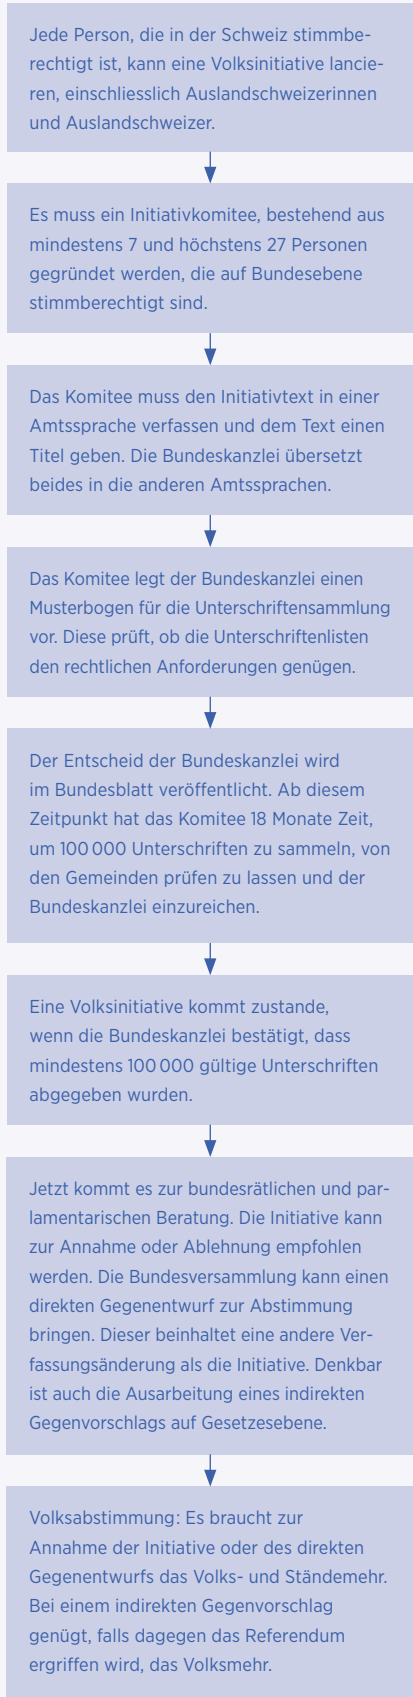 Jede Person, die in der Schweiz stimmbe-
rechtigt ist, kann eine Volksinitiative lancie-
ren, einschliesslich Auslandschweizerinnen
und Auslandschweizer.
Es muss ein Initiativkomitee, bestehend aus
mindestens 7 und höchstens 27 Personen
gegründet werden, die auf Bundesebene
stimmberechtigt sind.
Das Komitee muss den Initiativtext in einer
Amtssprache verfassen und dem Text einen
Titel geben. Die Bundeskanzlei übersetzt
beides in die anderen Amtssprachen.
Das Komitee legt der Bundeskanzlei einen
Musterbogen für die Unterschriftensammlung
vor. Diese prüft, ob die Unterschriftenlisten
den rechtlichen Anforderungen genügen.
Der Entscheid der Bundeskanzlei wird
im Bundesblatt veröffentlicht. Ab diesem
Zeitpunkt hat das Komitee 18 Monate Zeit,
um 100 000 Unterschriften zu sammeln, von
den Gemeinden prüfen zu lassen und der
Bundeskanzlei einzureichen.
Eine Volksinitiative kommt zustande,
wenn die Bundeskanzlei bestätigt, dass
mindestens 100 000 gültige Unterschriften
abgegeben wurden.
Jetzt kommt es zur bundesrätlichen und par-
lamentarischen Beratung. Die Initiative kann
zur Annahme oder Ablehnung empfohlen
werden. Die Bundesversammlung kann einen
direkten Gegenentwurf zur Abstimmung
bringen. Dieser beinhaltet eine andere Ver-
fassungsänderung als die Initiative. Denkbar
ist auch die Ausarbeitung eines indirekten
Gegenvorschlags auf Gesetzesebene.
Volksabstimmung: Es braucht zur
Annahme der Initiative oder des direkten
Gegenentwurfs das Volks- und Ständemehr.
Bei einem indirekten Gegenvorschlag
genügt, falls dagegen das Referendum
ergriffen wird, das Volksmehr.